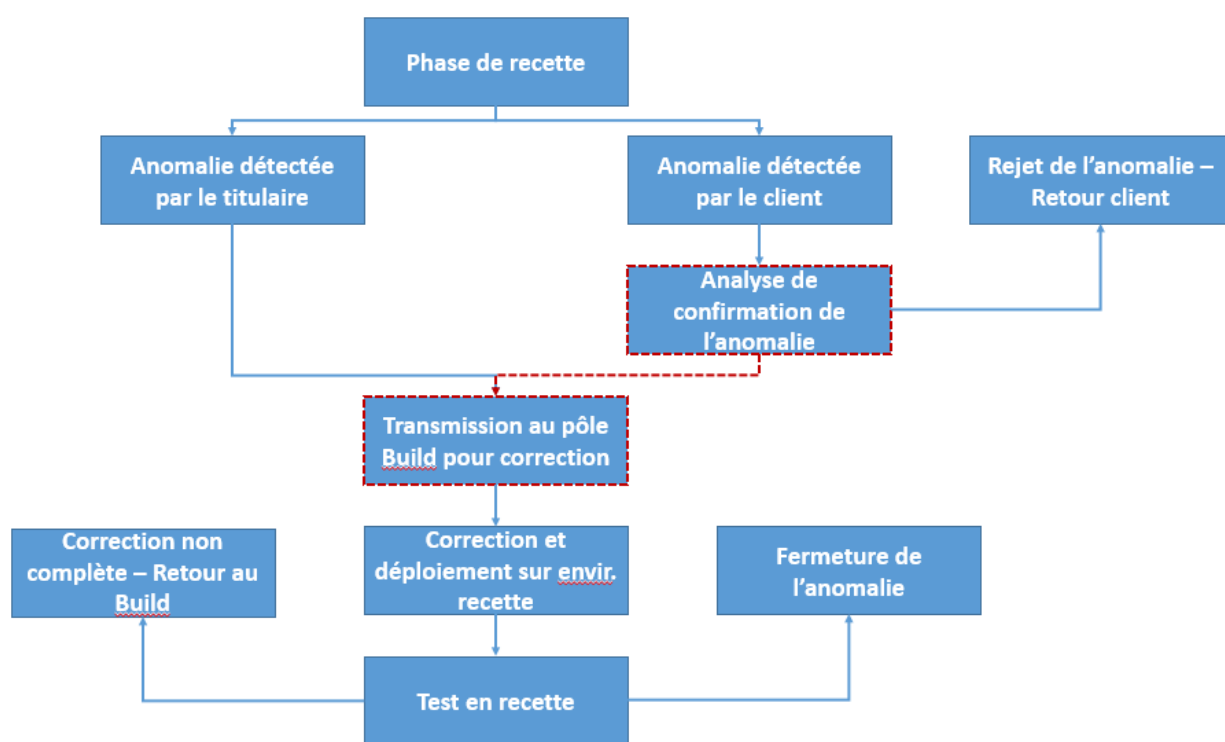 Phase de recette
Anomalie détectée
par le titulaire
Anomalie détectée
par le client
Rejet de l'anomalie –
Retour client
Analyse de
confirmation de
l'anomalie
Transmission au pôle
Build pour correction
Correction non
complète – Retour au
Build
Correction et
déploiement sur envir.
recette
Fermeture de
l'anomalie
Test en recette